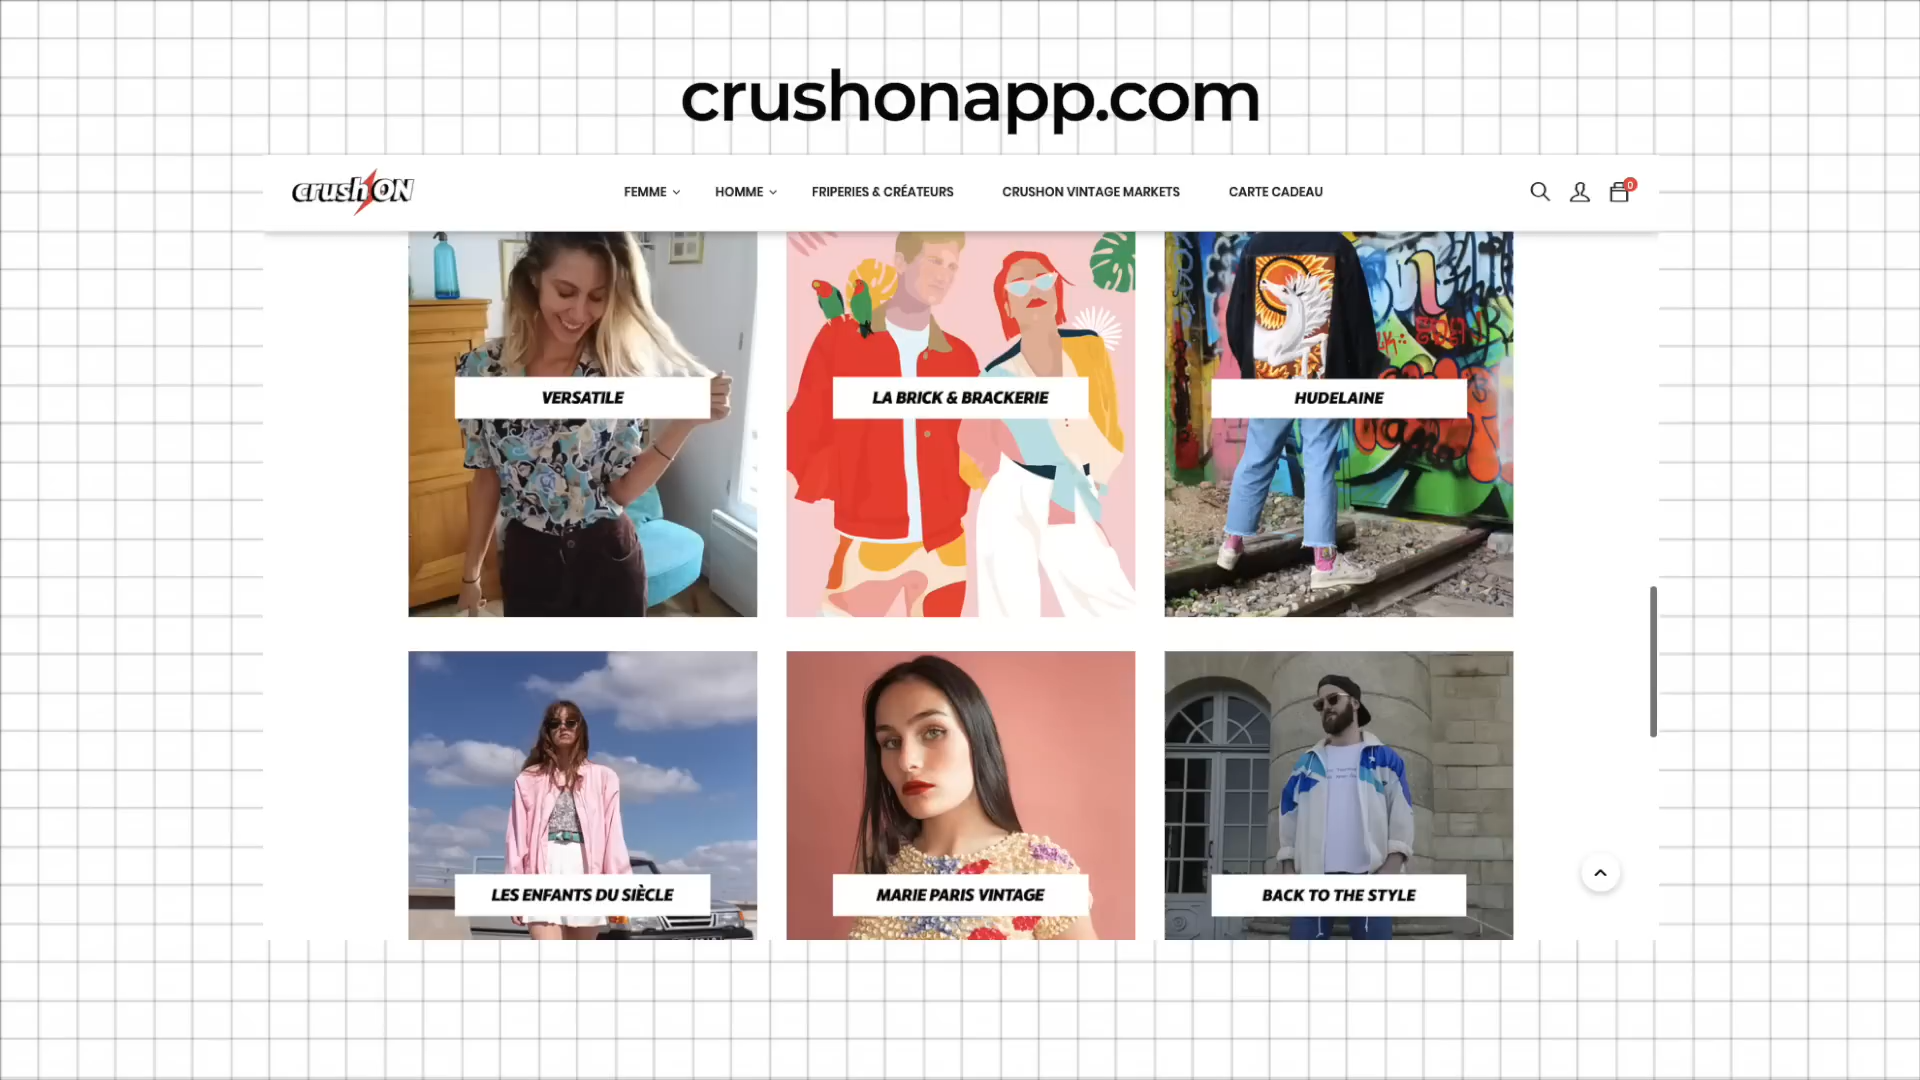 crushonapp.com
crushON
FEMME
HOMME
FRIPERIES & CRÉATEURS
CRUSHON VINTAGE MARKETS
CARTE CADEAU
0
VERSATILE
LA BRICK & BRACKERIE
HUDELAINE
LES ENFANTS DU SIÈCLE
MARIE PARIS VINTAGE
BACK TO THE STYLE